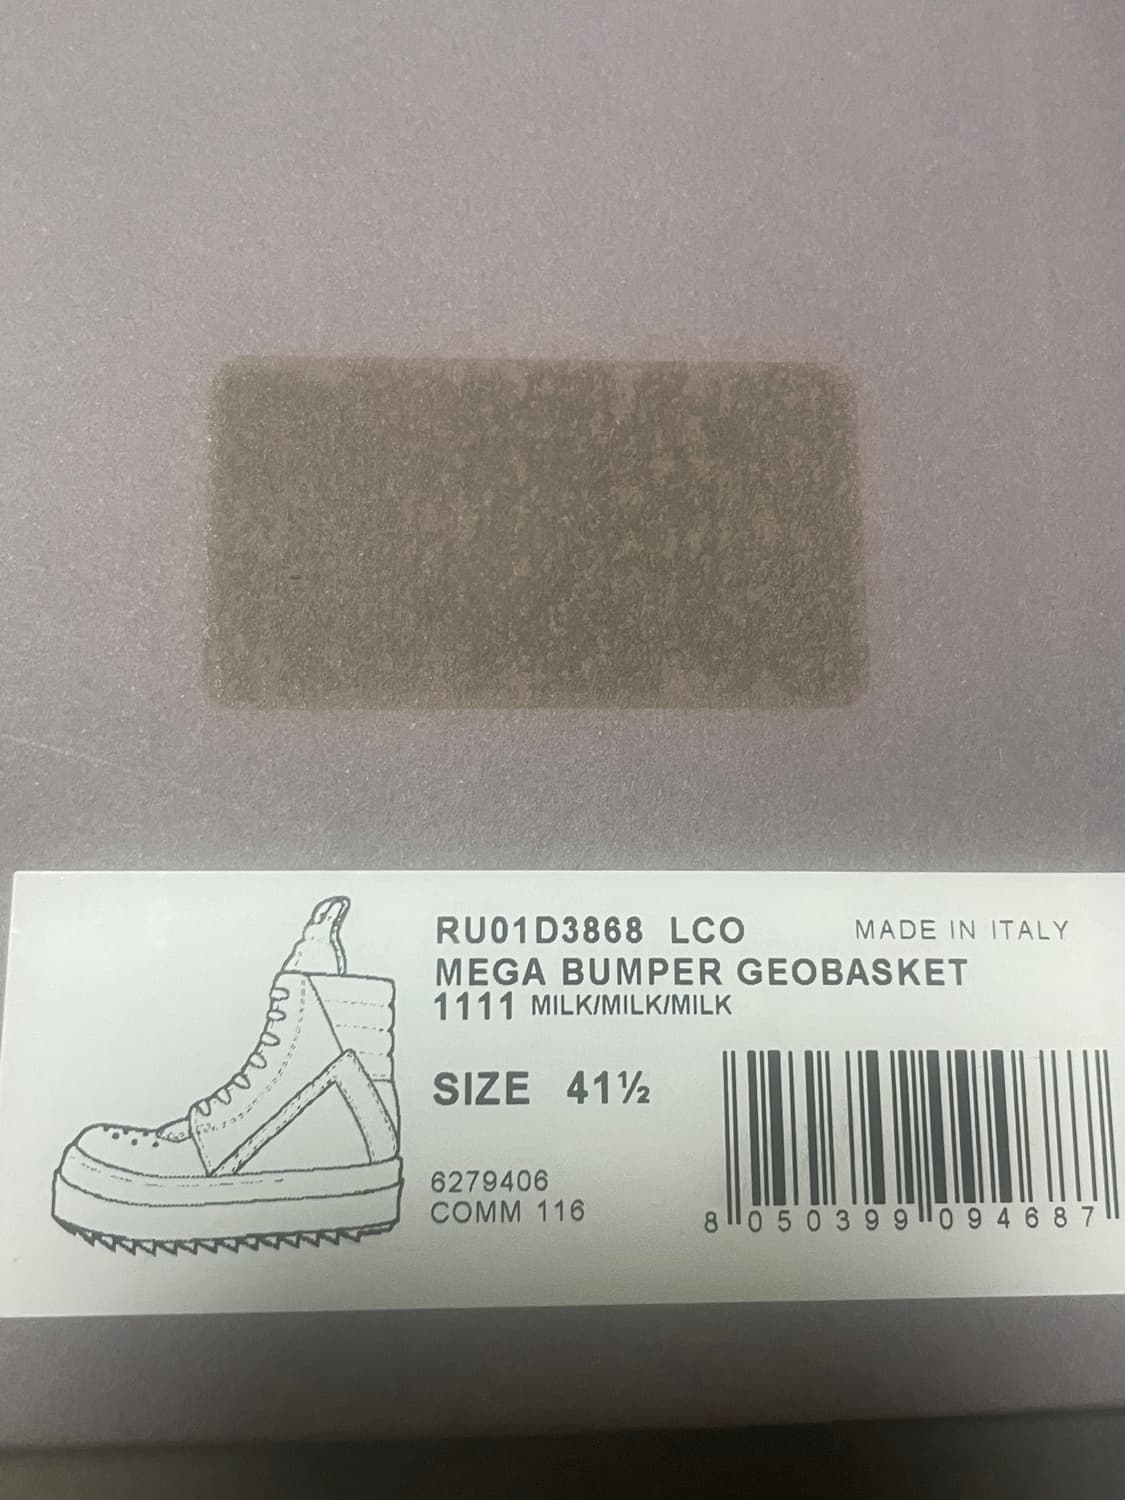 RU01D3868 LCO MADE IN ITALY
MEGA BUMPER GEOBASKET
1111 MILK/MILK/MILK
SIZE 41½
6279406
COMM 116
8 050399 094687